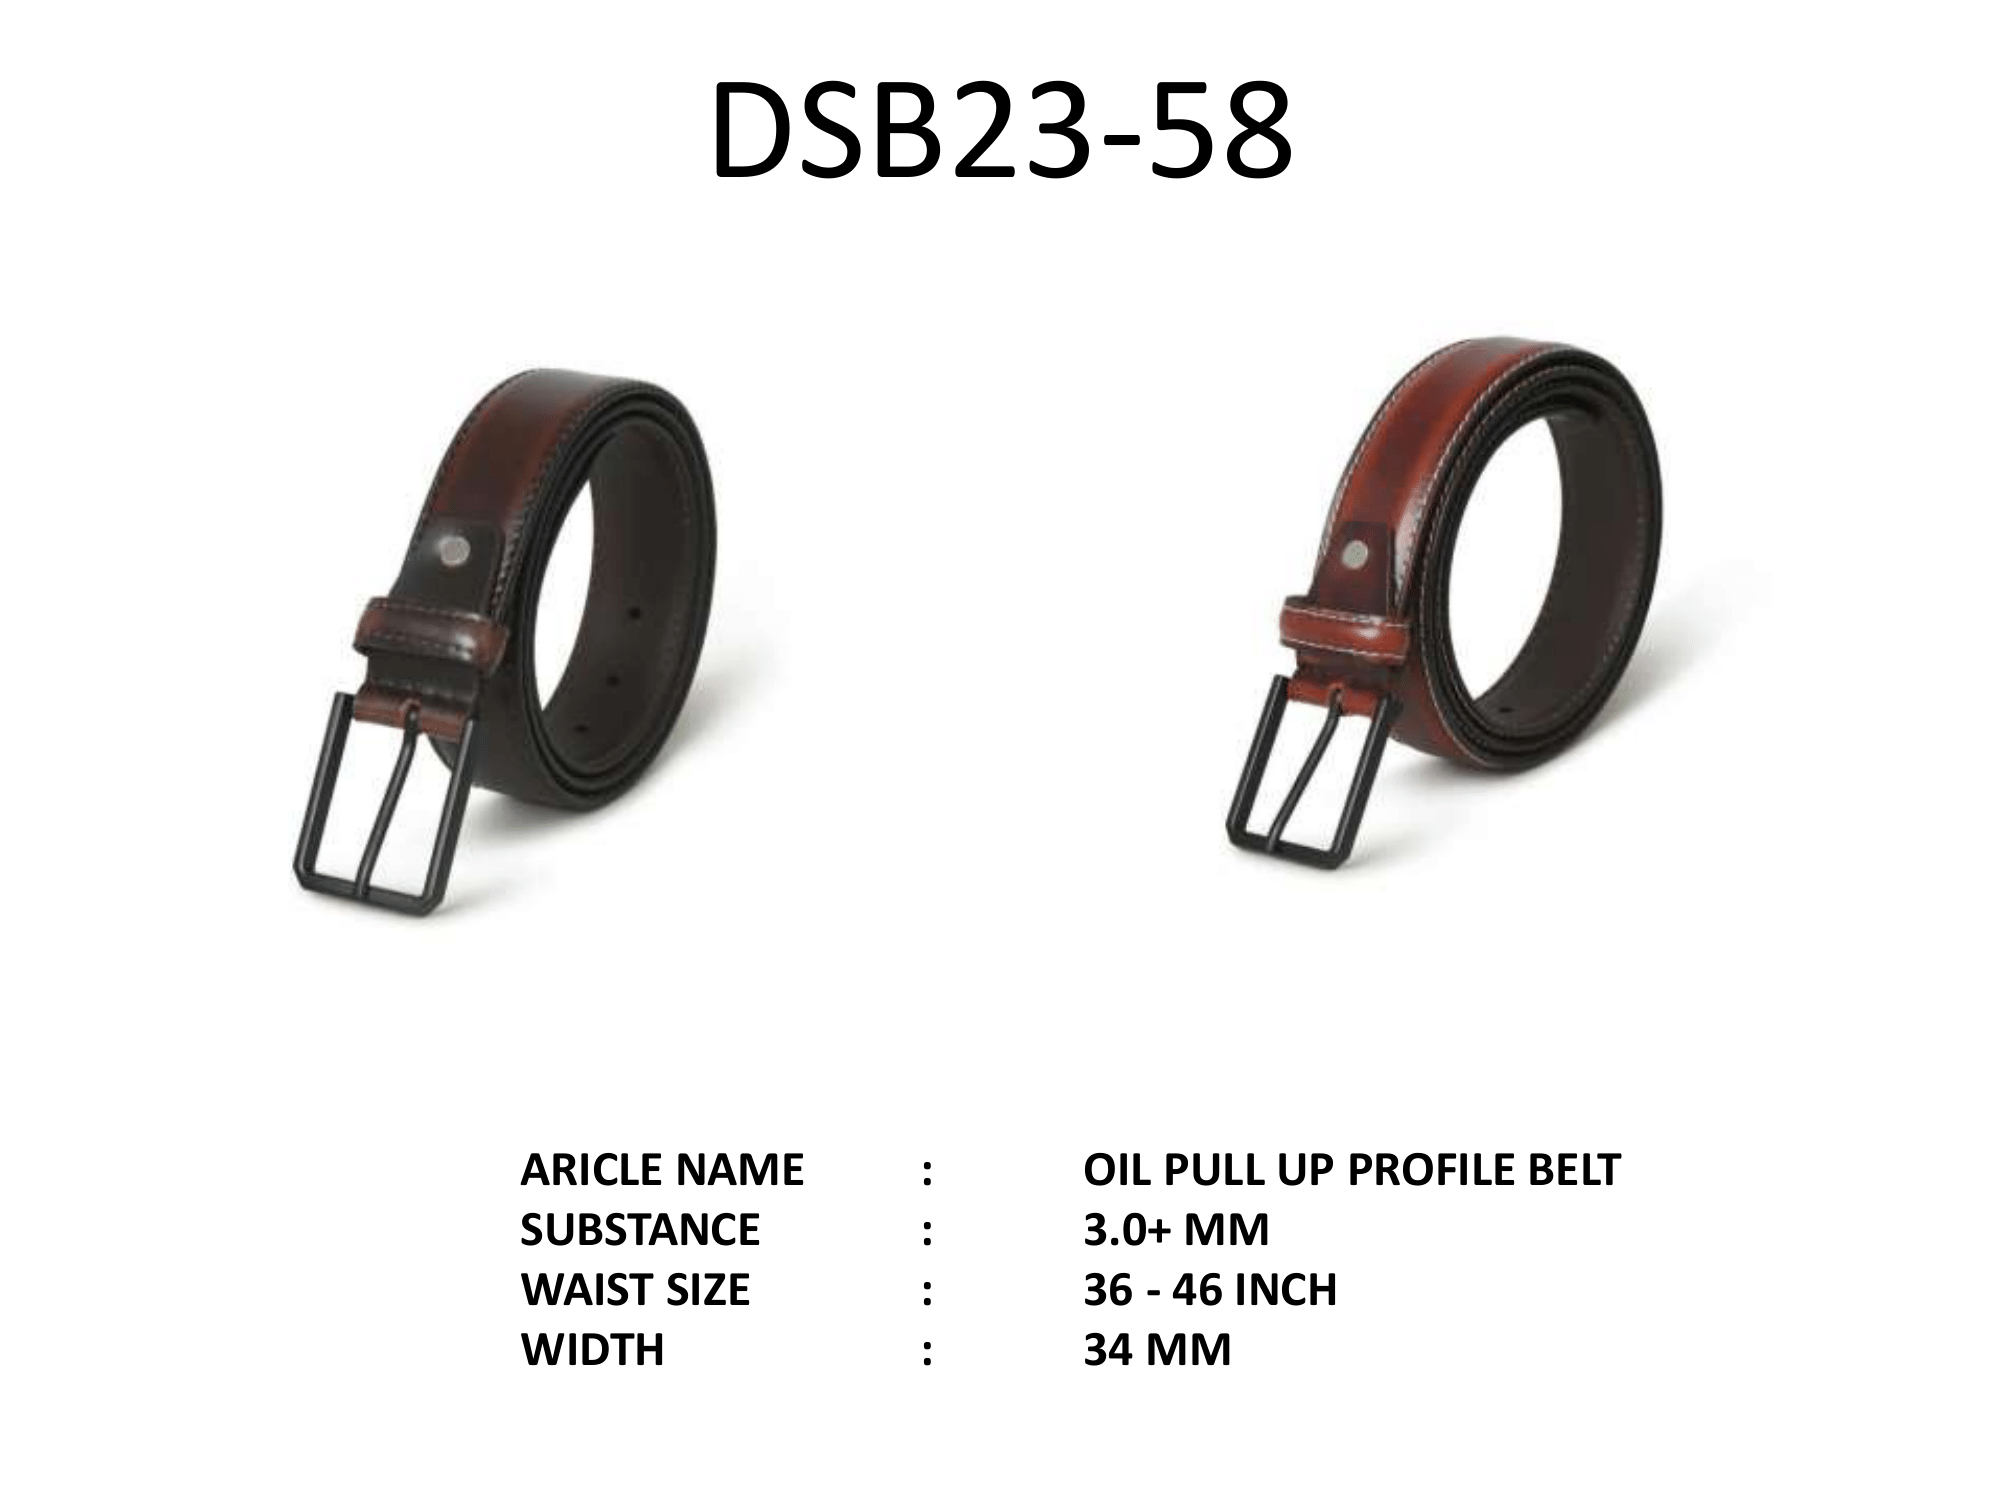 DSB23-58
ARICLE NAME : OIL PULL UP PROFILE BELT
SUBSTANCE : 3.0+ MM
WAIST SIZE : 36 - 46 INCH
WIDTH : 34 MM